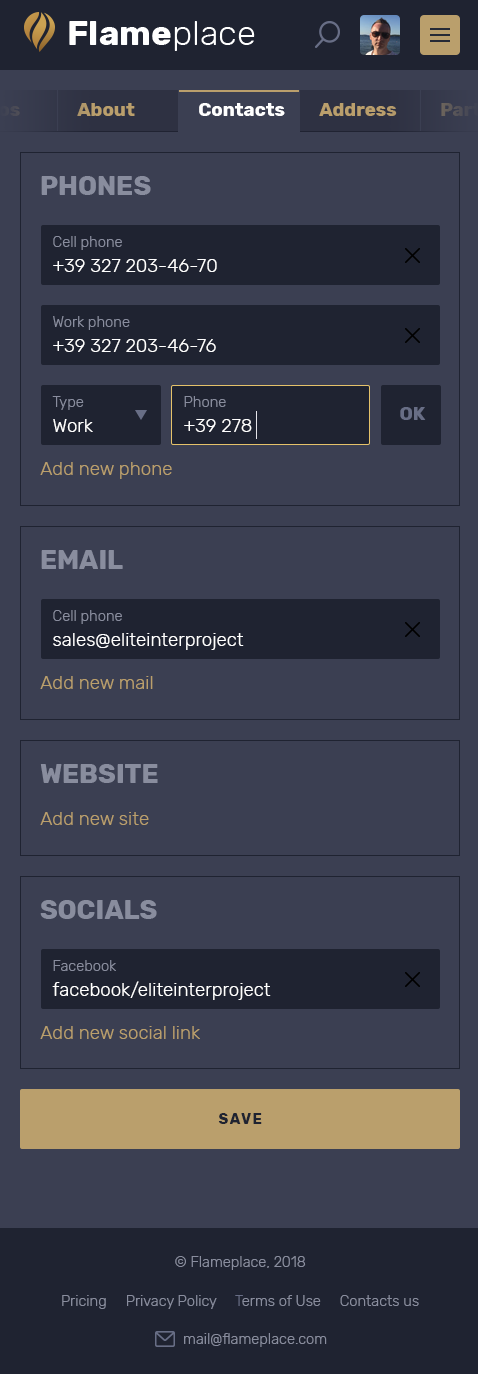 Flameplace
About Contacts Address
PHONES
Cell phone
+39 327 203-46-70
Work phone
+39 327 203-46-76
Type Phone
Work +39 278 OK
Add new phone
EMAIL
Cell phone
sales@eliteinterproject
Add new mail
WEBSITE
Add new site
SOCIALS
Facebook
facebook/eliteinterproject
Add new social link
SAVE
© Flameplace, 2018
Pricing Privacy Policy Terms of Use Contacts us
mail@flameplace.com